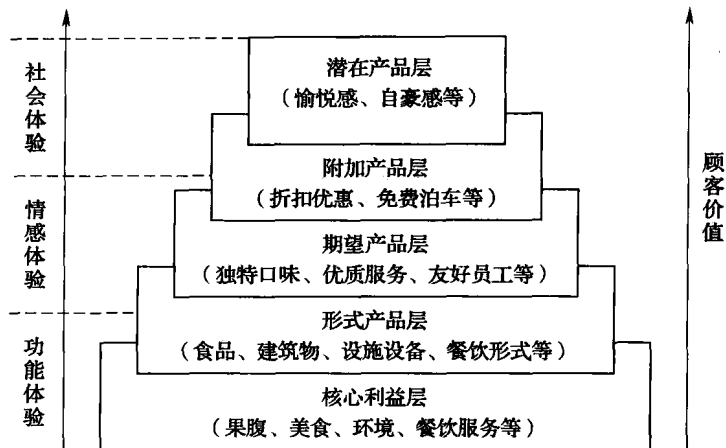 社会体验
潜在产品层
（愉悦感、自豪感等）
附加产品层
（折扣优惠、免费泊车等）
情感体验
期望产品层
（独特口味、优质服务、友好员工等）
形式产品层
（食品、建筑物、设施设备、餐饮形式等）
功能体验
核心利益层
（果腹、美食、环境、餐饮服务等）
顾客价值